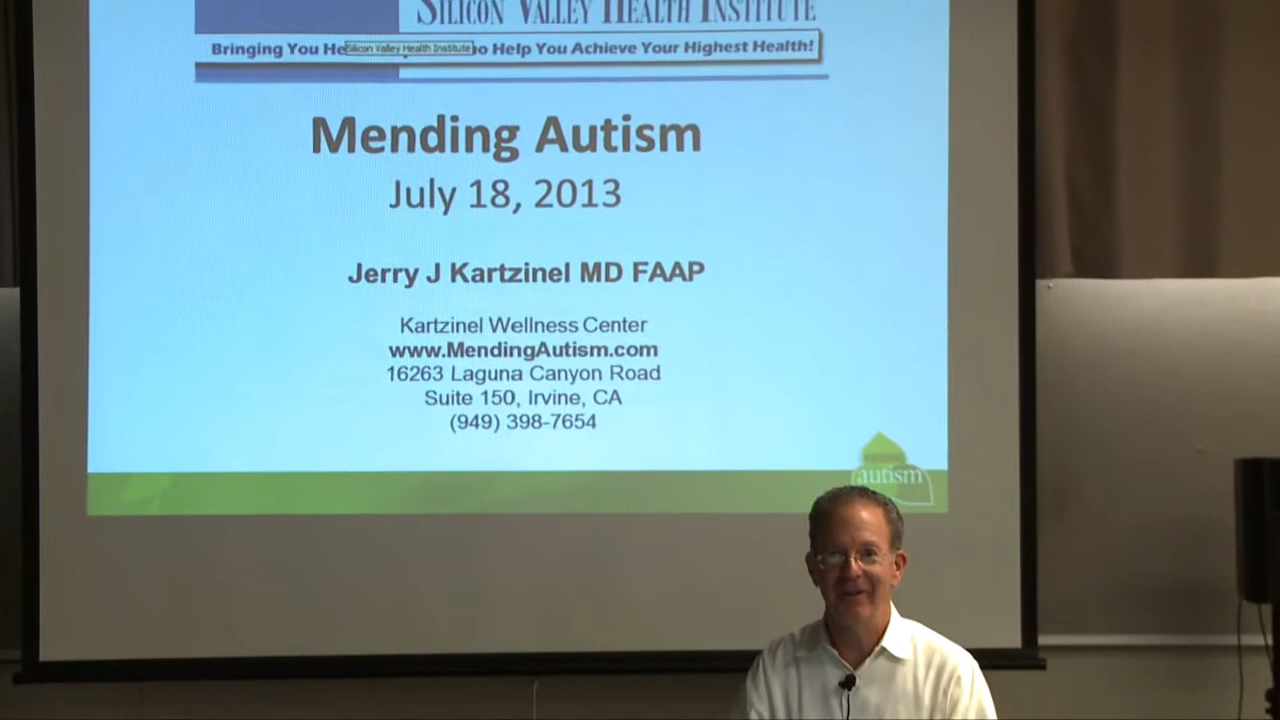 SILICON VALLEY HEALTH INSTITUTE
Bringing You He Silicon Valley Health Institute to Help You Achieve Your Highest Health!
Mending Autism
July 18, 2013
Jerry J Kartzinel MD FAAP
Kartzinel Wellness Center
www.MendingAutism.com
16263 Laguna Canyon Road
Suite 150, Irvine, CA
(949) 398-7654
autism